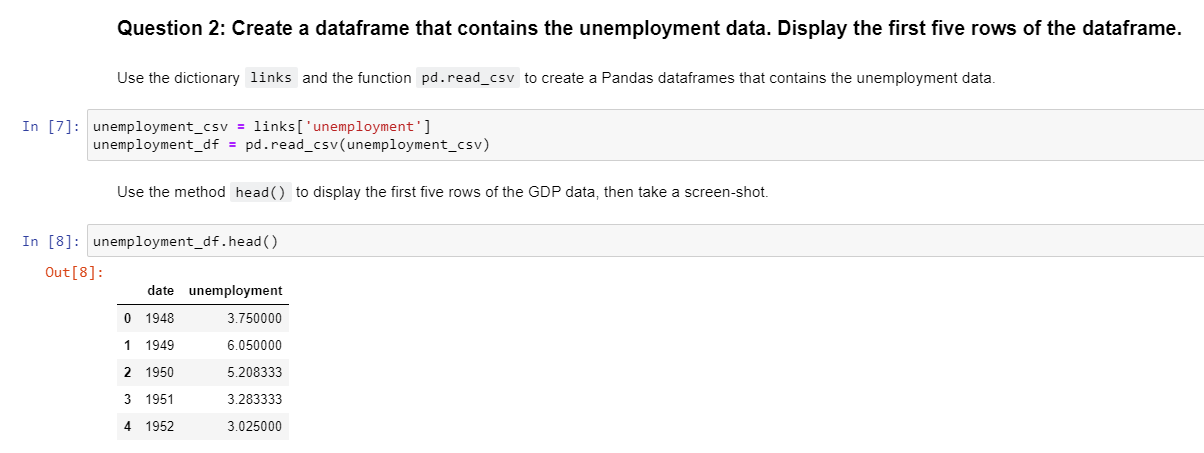 Question 2: Create a dataframe that contains the unemployment data. Display the first five rows of the dataframe.
Use the dictionary links and the function pd.read_csv to create a Pandas dataframes that contains the unemployment data.
In [7]: unemployment_csv = links['unemployment']
unemployment_df = pd.read_csv(unemployment_csv)
Use the method head() to display the first five rows of the GDP data, then take a screen-shot.
In [8]: unemployment_df.head()
Out[8]:
date unemployment
0 1948 3.750000
1 1949 6.050000
2 1950 5.208333
3 1951 3.283333
4 1952 3.025000